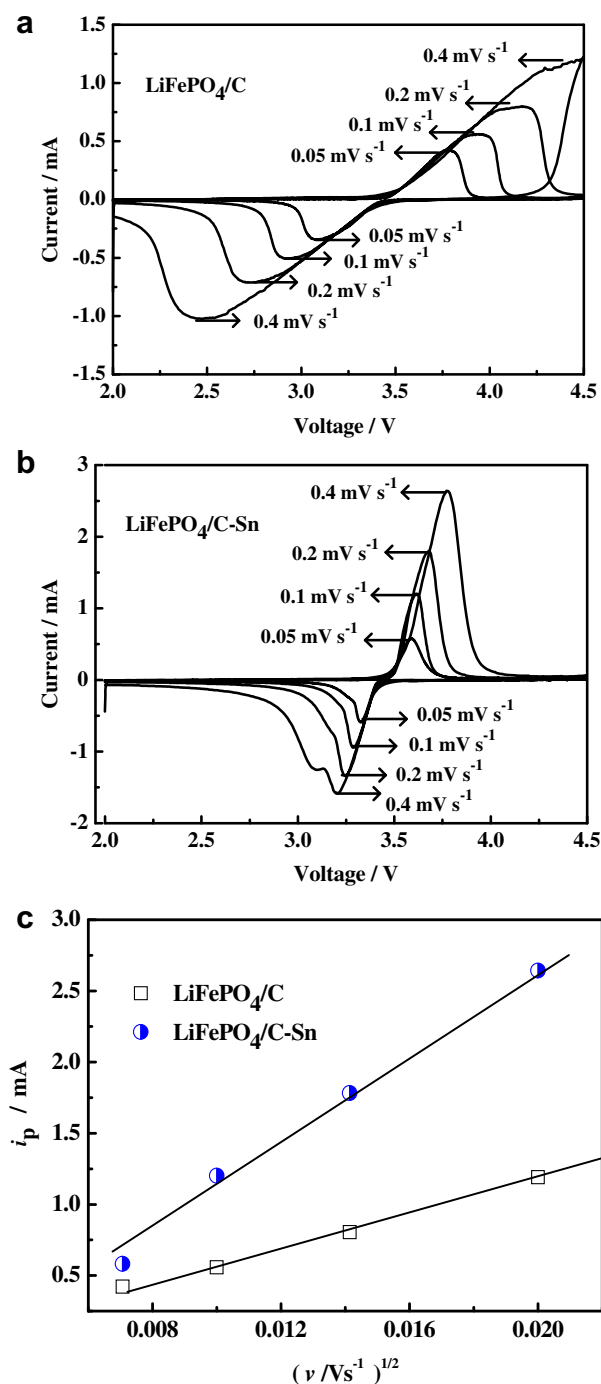 a
1.5
1.0
0.5
0.0
-0.5
-1.0
-1.5
Current / mA
LiFePO₄/C
0.4 mV s⁻¹
0.2 mV s⁻¹
0.1 mV s⁻¹
0.05 mV s⁻¹
0.05 mV s⁻¹
0.1 mV s⁻¹
0.2 mV s⁻¹
0.4 mV s⁻¹
2.0 2.5 3.0 3.5 4.0 4.5
Voltage / V
b
3
2
1
0
-1
-2
Current / mA
LiFePO₄/C-Sn
0.4 mV s⁻¹
0.2 mV s⁻¹
0.1 mV s⁻¹
0.05 mV s⁻¹
0.05 mV s⁻¹
0.1 mV s⁻¹
0.2 mV s⁻¹
0.4 mV s⁻¹
2.0 2.5 3.0 3.5 4.0 4.5
Voltage / V
c
3.0
2.5
2.0
1.5
1.0
0.5
iₚ / mA
LiFePO₄/C
LiFePO₄/C-Sn
0.008 0.012 0.016 0.020
(ν /Vs⁻¹ )¹ᐟ²